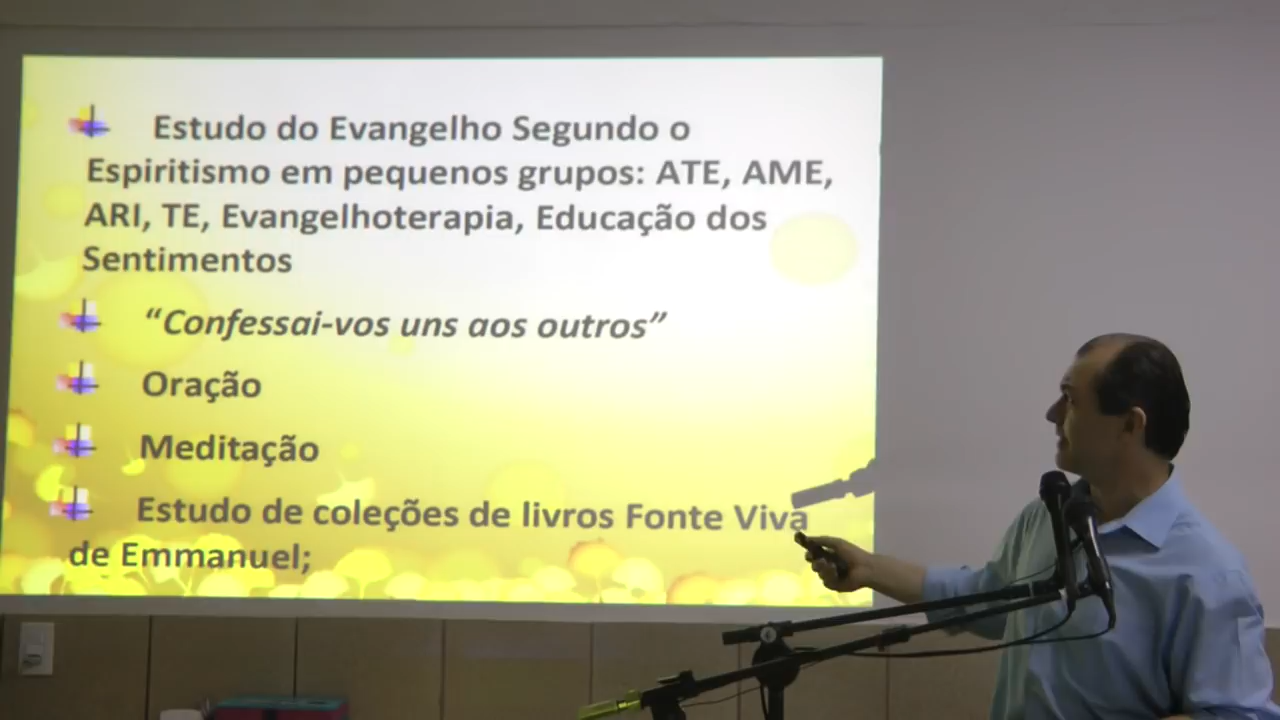 Estudo do Evangelho Segundo o
Espiritismo em pequenos grupos: ATE, AME,
ARI, TE, Evangelhoterapia, Educação dos
Sentimentos
“Confessai-vos uns aos outros”
Oração
Meditação
Estudo de coleções de livros Fonte Viva
de Emmanuel;